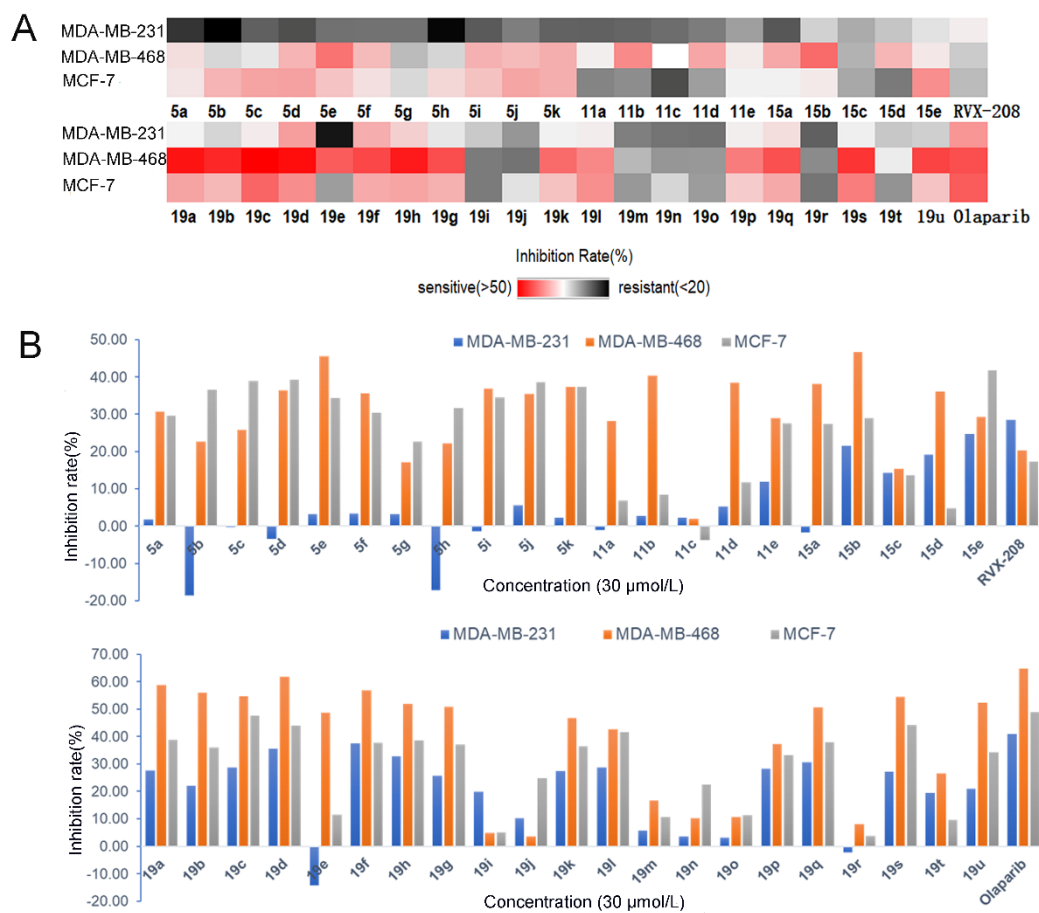 A
MDA-MB-231
MDA-MB-468
MCF-7
5a 5b 5c 5d 5e 5f 5g 5h 5i 5j 5k 11a 11b 11c 11d 11e 15a 15b 15c 15d 15e RVX-208
MDA-MB-231
MDA-MB-468
MCF-7
19a 19b 19c 19d 19e 19f 19h 19g 19i 19j 19k 19l 19m 19n 19o 19p 19q 19r 19s 19t 19u Olaparib
Inhibition Rate(%)
sensitive(>50) resistant(<20)
B
MDA-MB-231 MDA-MB-468 MCF-7
Inhibition rate(%)
50.00
40.00
30.00
20.00
10.00
0.00
-10.00
-20.00
5a 5b 5c 5d 5e 5f 5g 5h 5i 5j 5k 11a 11b 11c 11d 11e 15a 15b 15c 15d 15e RVX-208
Concentration (30 μmol/L)
MDA-MB-231 MDA-MB-468 MCF-7
Inhibition rate(%)
70.00
60.00
50.00
40.00
30.00
20.00
10.00
0.00
-10.00
-20.00
19a 19b 19c 19d 19e 19f 19h 19g 19i 19j 19k 19l 19m 19n 19o 19p 19q 19r 19s 19t 19u Olaparib
Concentration (30 μmol/L)